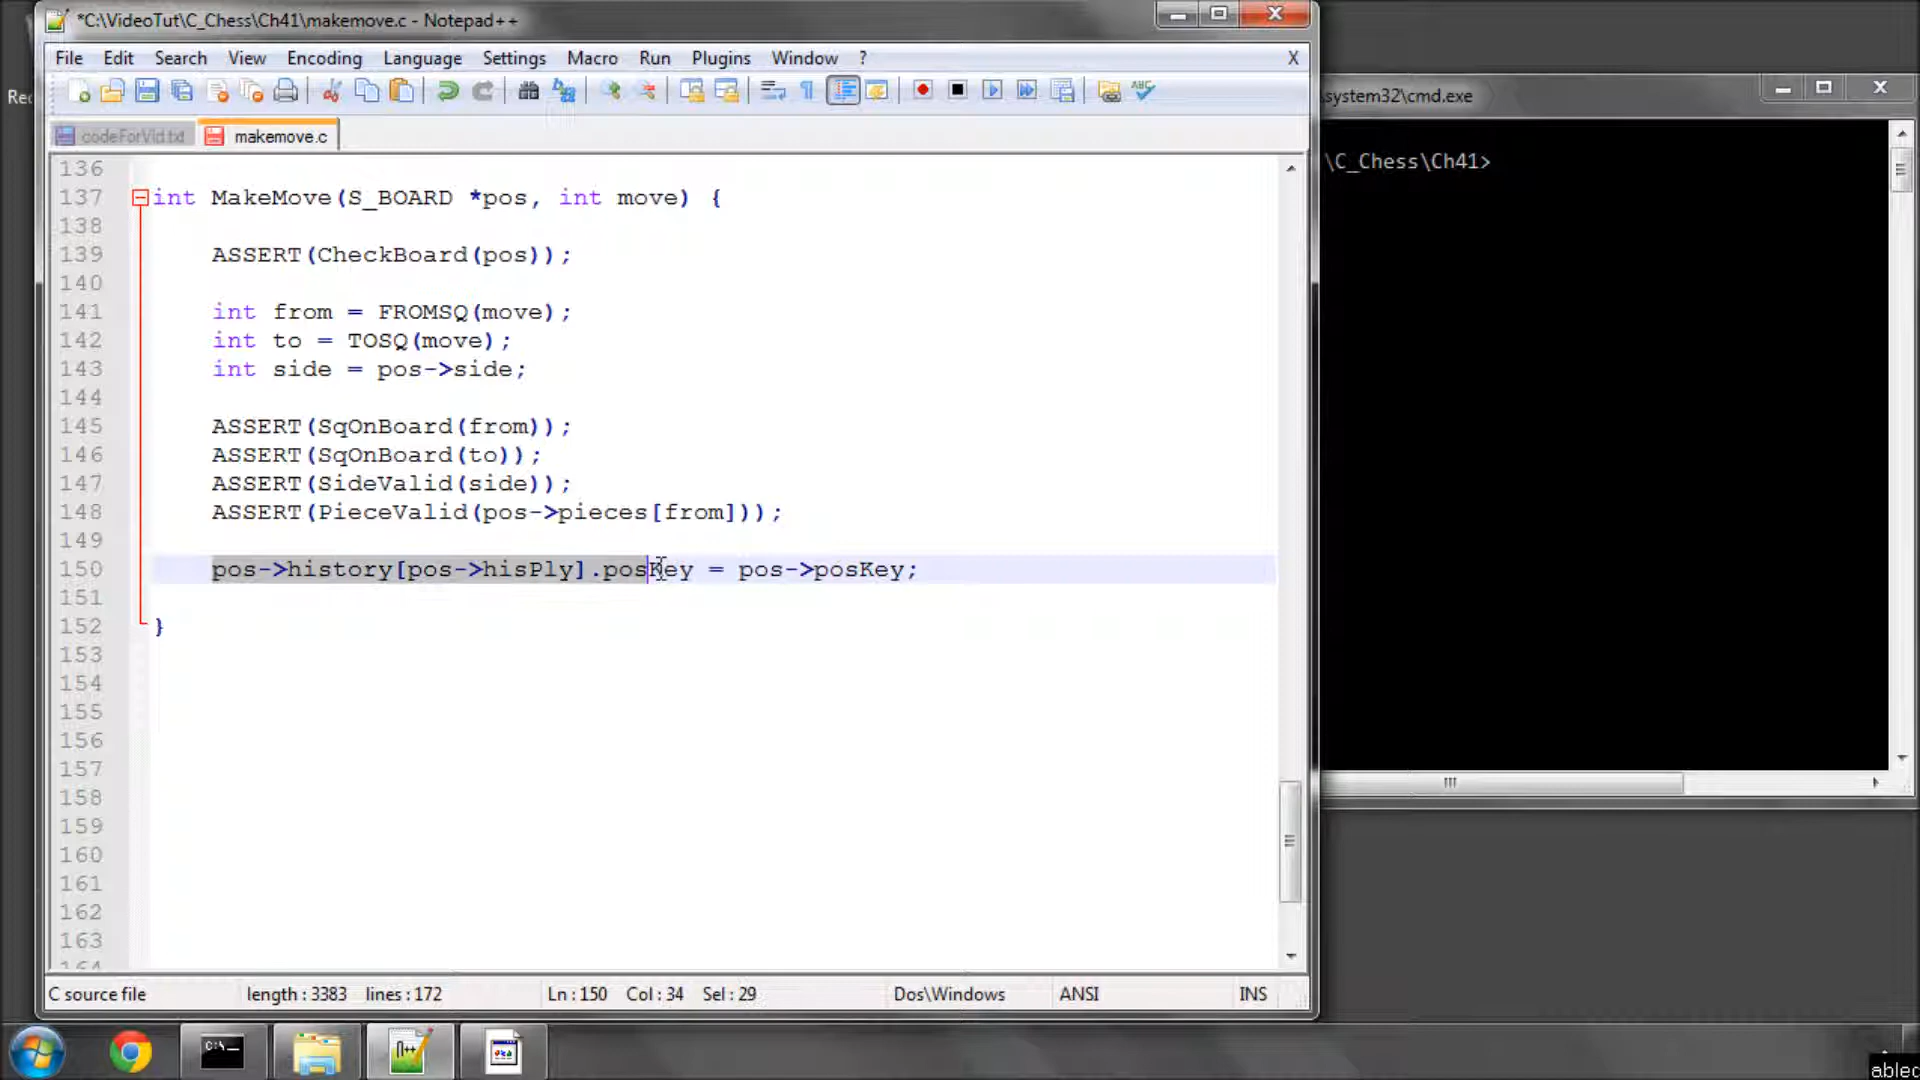 *C:\VideoTut\C_Chess\Ch41\makemove.c - Notepad++
File Edit Search View Encoding Language Settings Macro Run Plugins Window ? X
codeForVid.txt makemove.c
136
137 int MakeMove(S_BOARD *pos, int move) {
138
139 ASSERT(CheckBoard(pos));
140
141 int from = FROMSQ(move);
142 int to = TOSQ(move);
143 int side = pos->side;
144
145 ASSERT(SqOnBoard(from));
146 ASSERT(SqOnBoard(to));
147 ASSERT(SideValid(side));
148 ASSERT(PieceValid(pos->pieces[from]));
149
150 pos->history[pos->hisPly].posKey = pos->posKey;
151
152 }
153
154
155
156
157
158
159
160
161
162
163
164
C source file length : 3383 lines : 172 Ln : 150 Col : 34 Sel : 29 Dos\Windows ANSI INS
\system32\cmd.exe
\C_Chess\Ch41>
Rec
C:\
ablec